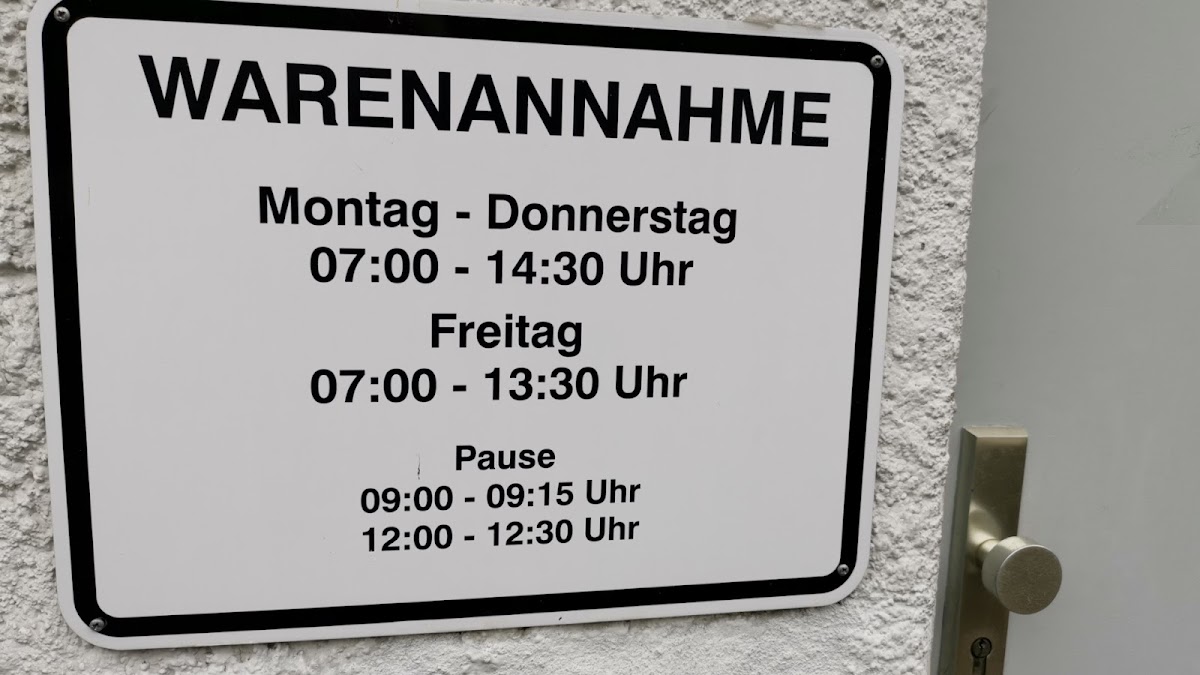 WARENANNAHME
Montag - Donnerstag
07:00 - 14:30 Uhr
Freitag
07:00 - 13:30 Uhr
Pause
09:00 - 09:15 Uhr
12:00 - 12:30 Uhr